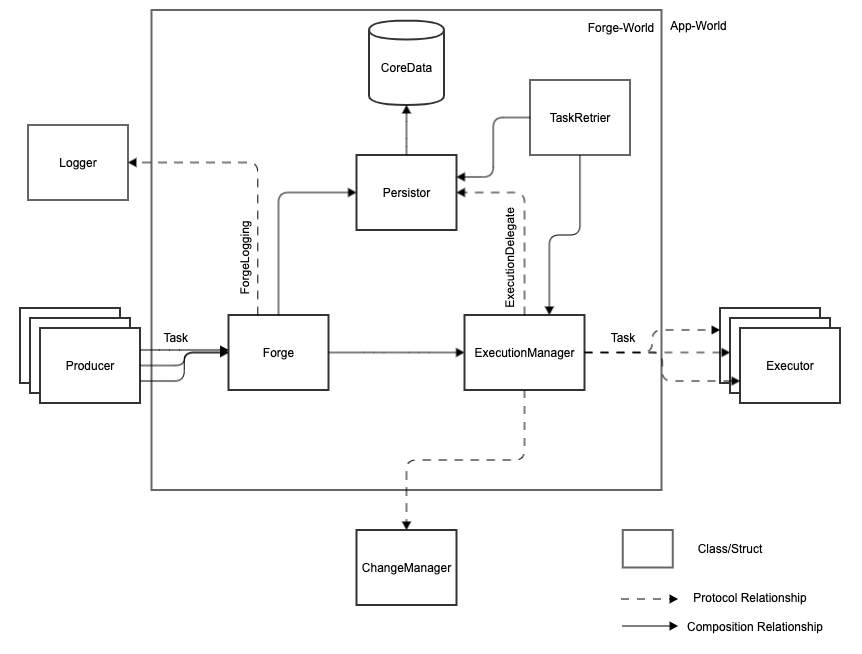 Forge-World
App-World
CoreData
TaskRetrier
Logger
Persistor
ForgeLogging
ExecutionDelegate
Task
Task
Producer
Forge
ExecutionManager
Executor
ChangeManager
Class/Struct
Protocol Relationship
Composition Relationship